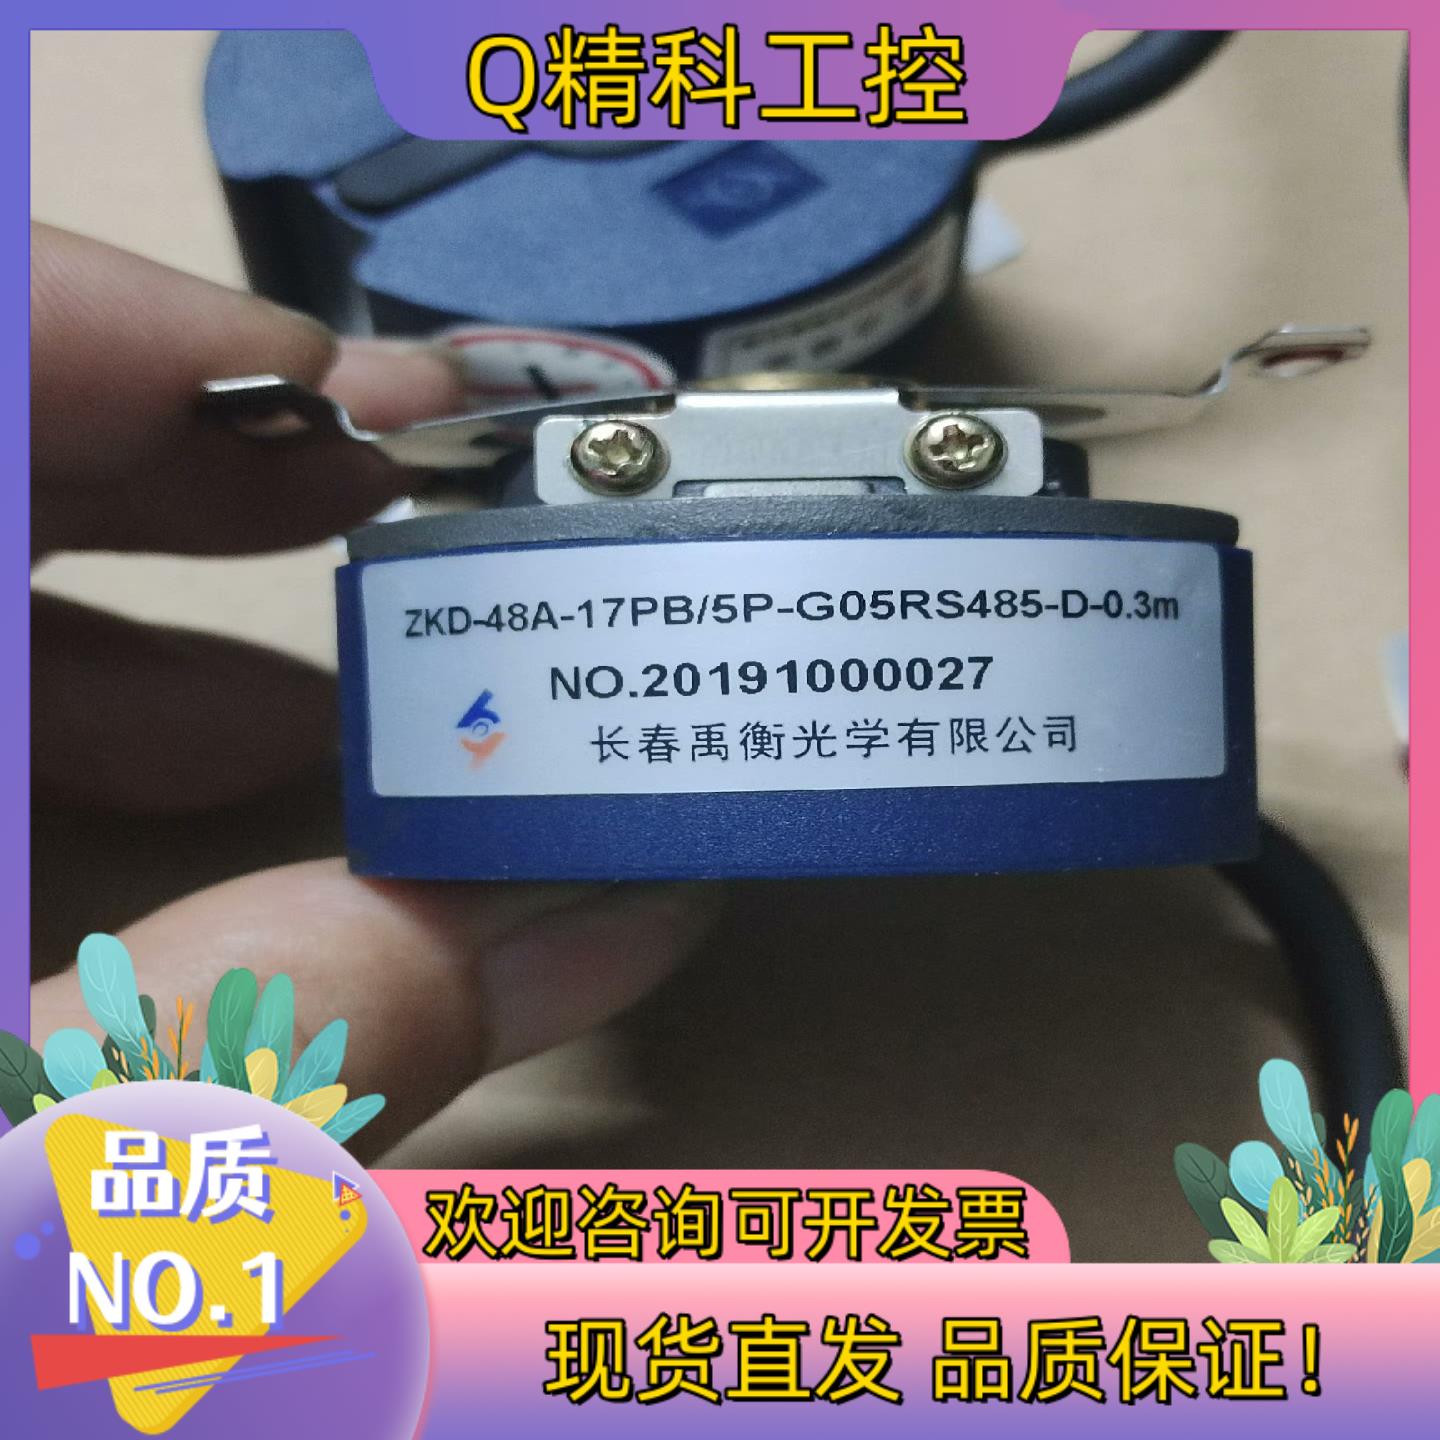 Q精科工控
ZKD-48A-17PB/5P-G05RS485-D-0.3m
NO.20191000027
长春禹衡光学有限公司
品质
NO.1
欢迎咨询可开发票
现货直发 品质保证!